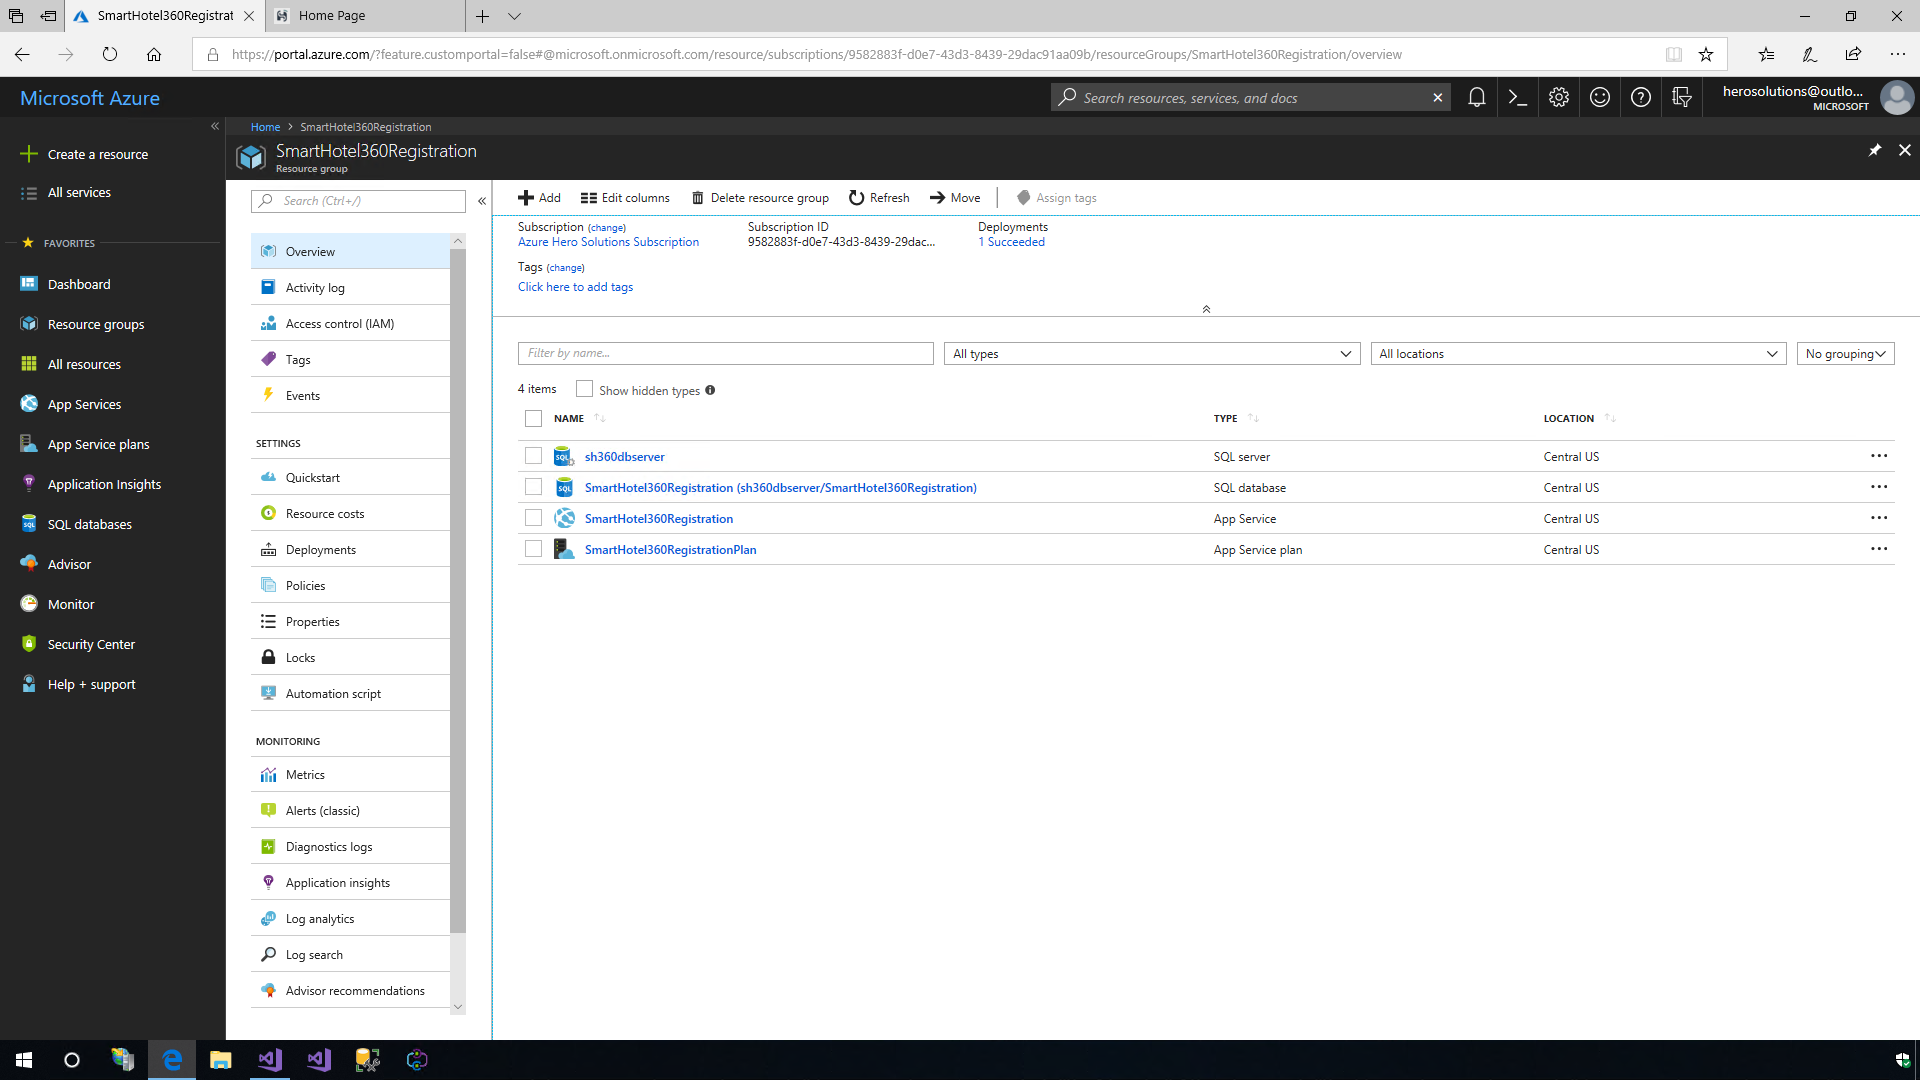 SmartHotel360Registrat
Home Page
https://portal.azure.com/?feature.customportal=false#@microsoft.onmicrosoft.com/resource/subscriptions/9582883f-d0e7-43d3-8439-29dac91aa09b/resourceGroups/SmartHotel360Registration/overview
Microsoft Azure
Search resources, services, and docs
herosolutions@outlo...
MICROSOFT
Create a resource
All services
FAVORITES
Dashboard
Resource groups
All resources
App Services
App Service plans
Application Insights
SQL databases
Advisor
Monitor
Security Center
Help + support
Home > SmartHotel360Registration
SmartHotel360Registration
Resource group
Search (Ctrl+/)
Overview
Activity log
Access control (IAM)
Tags
Events
SETTINGS
Quickstart
Resource costs
Deployments
Policies
Properties
Locks
Automation script
MONITORING
Metrics
Alerts (classic)
Diagnostics logs
Application insights
Log analytics
Log search
Advisor recommendations
Add
Edit columns
Delete resource group
Refresh
Move
Assign tags
Subscription (change)
Azure Hero Solutions Subscription
Subscription ID
9582883f-d0e7-43d3-8439-29dac...
Deployments
1 Succeeded
Tags (change)
Click here to add tags
Filter by name...
All types
All locations
No grouping
4 items
Show hidden types
NAME TYPE LOCATION
sh360dbserver SQL server Central US
SmartHotel360Registration (sh360dbserver/SmartHotel360Registration) SQL database Central US
SmartHotel360Registration App Service Central US
SmartHotel360RegistrationPlan App Service plan Central US